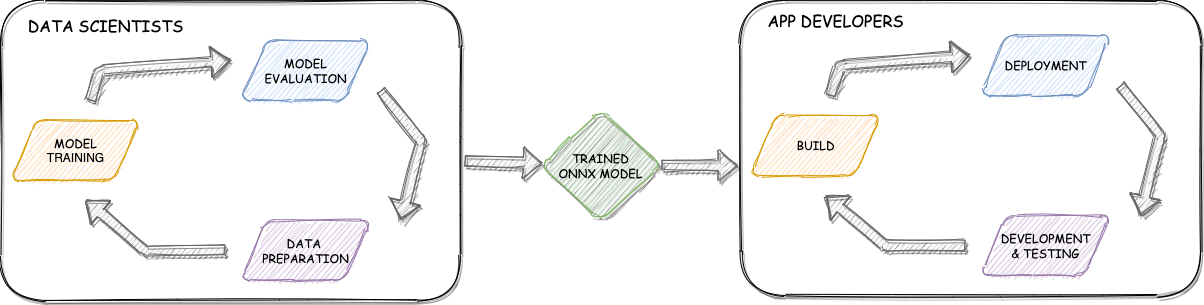 DATA SCIENTISTS
MODEL
EVALUATION
MODEL
TRAINING
DATA
PREPARATION
TRAINED
ONNX MODEL
APP DEVELOPERS
DEPLOYMENT
BUILD
DEVELOPMENT
& TESTING